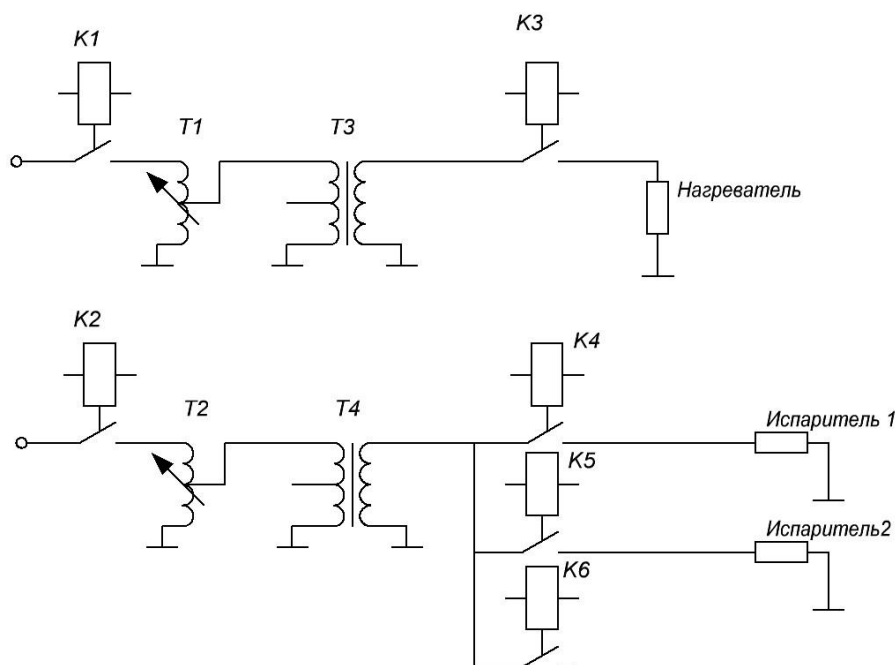 K1
K3
T1
T3
Нагреватель
K2
K4
T2
T4
Испаритель 1
K5
Испаритель2
K6